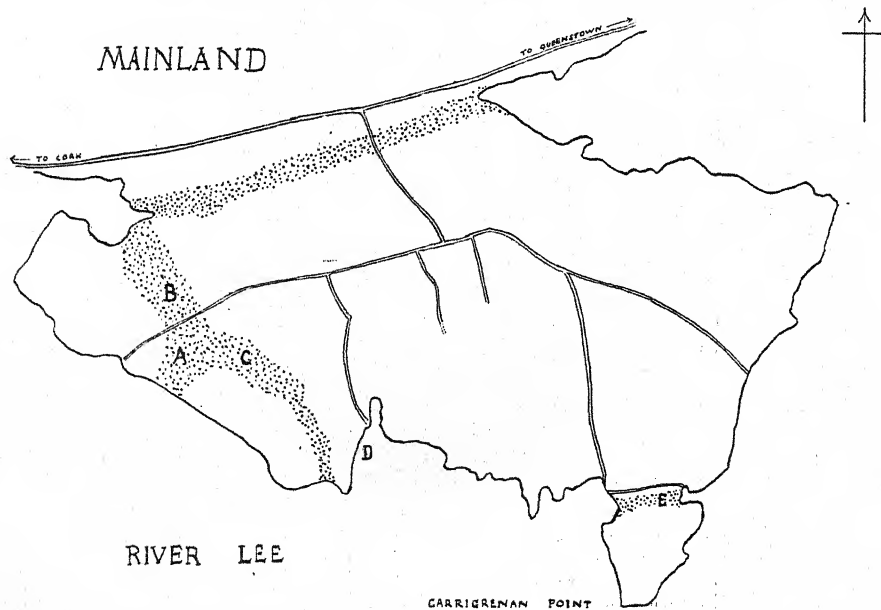 TO QUEENSTOWN
MAINLAND
TO CORK
B
A
C
D
E
RIVER LEE
CARRIGRENAN POINT